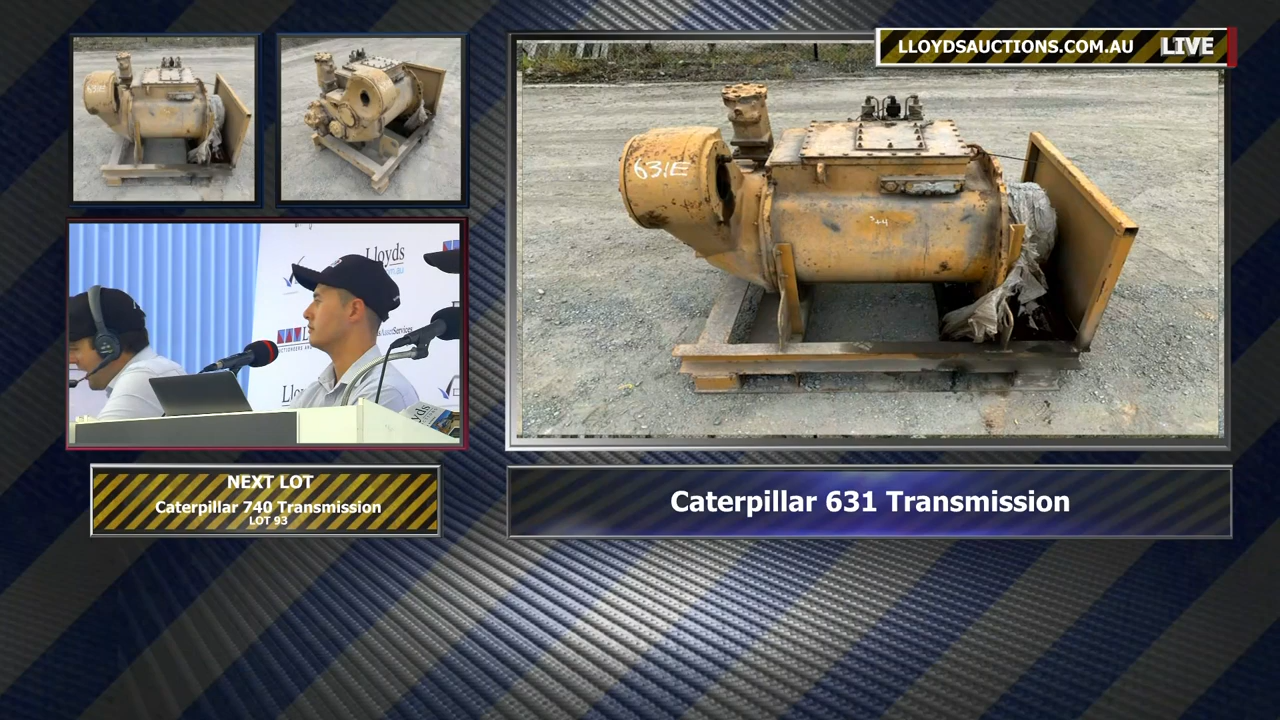 LLOYDSAUCTIONS.COM.AU LIVE
631E
Lloyds
NEXT LOT
Caterpillar 740 Transmission
LOT 93
Caterpillar 631 Transmission